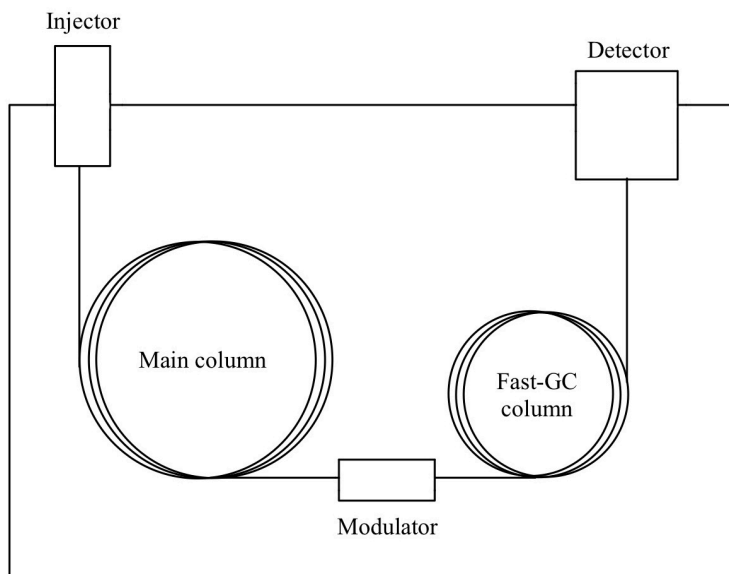 Injector
Detector
Main column
Fast-GC
column
Modulator